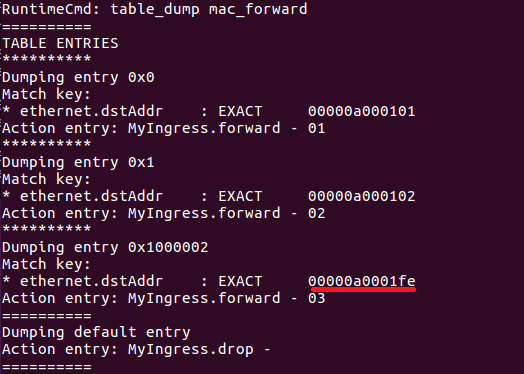 RuntimeCmd: table_dump mac_forward
==========
TABLE ENTRIES
**********
Dumping entry 0x0
Match key:
* ethernet.dstAddr    : EXACT     00000a000101
Action entry: MyIngress.forward - 01
**********
Dumping entry 0x1
Match key:
* ethernet.dstAddr    : EXACT     00000a000102
Action entry: MyIngress.forward - 02
**********
Dumping entry 0x1000002
Match key:
* ethernet.dstAddr    : EXACT     00000a0001fe
Action entry: MyIngress.forward - 03
==========
Dumping default entry
Action entry: MyIngress.drop -
==========